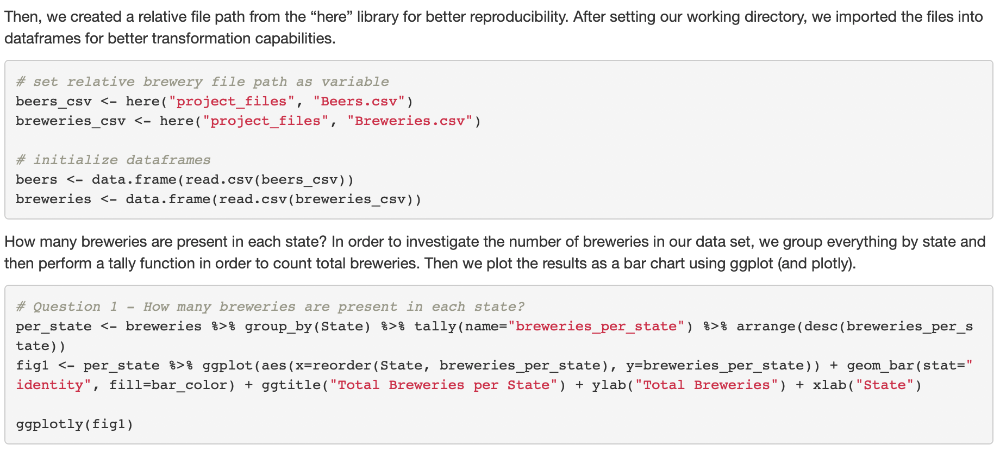 Then, we created a relative file path from the “here” library for better reproducibility. After setting our working directory, we imported the files into
dataframes for better transformation capabilities.
# set relative brewery file path as variable
beers_csv <- here("project_files", "Beers.csv")
breweries_csv <- here("project_files", "Breweries.csv")
# initialize dataframes
beers <- data.frame(read.csv(beers_csv))
breweries <- data.frame(read.csv(breweries_csv))
How many breweries are present in each state? In order to investigate the number of breweries in our data set, we group everything by state and
then perform a tally function in order to count total breweries. Then we plot the results as a bar chart using ggplot (and plotly).
# Question 1 - How many breweries are present in each state?
per_state <- breweries %>% group_by(State) %>% tally(name="breweries_per_state") %>% arrange(desc(breweries_per_s
tate))
fig1 <- per_state %>% ggplot(aes(x=reorder(State, breweries_per_state), y=breweries_per_state)) + geom_bar(stat="
identity", fill=bar_color) + ggtitle("Total Breweries per State") + ylab("Total Breweries") + xlab("State")
ggplotly(fig1)